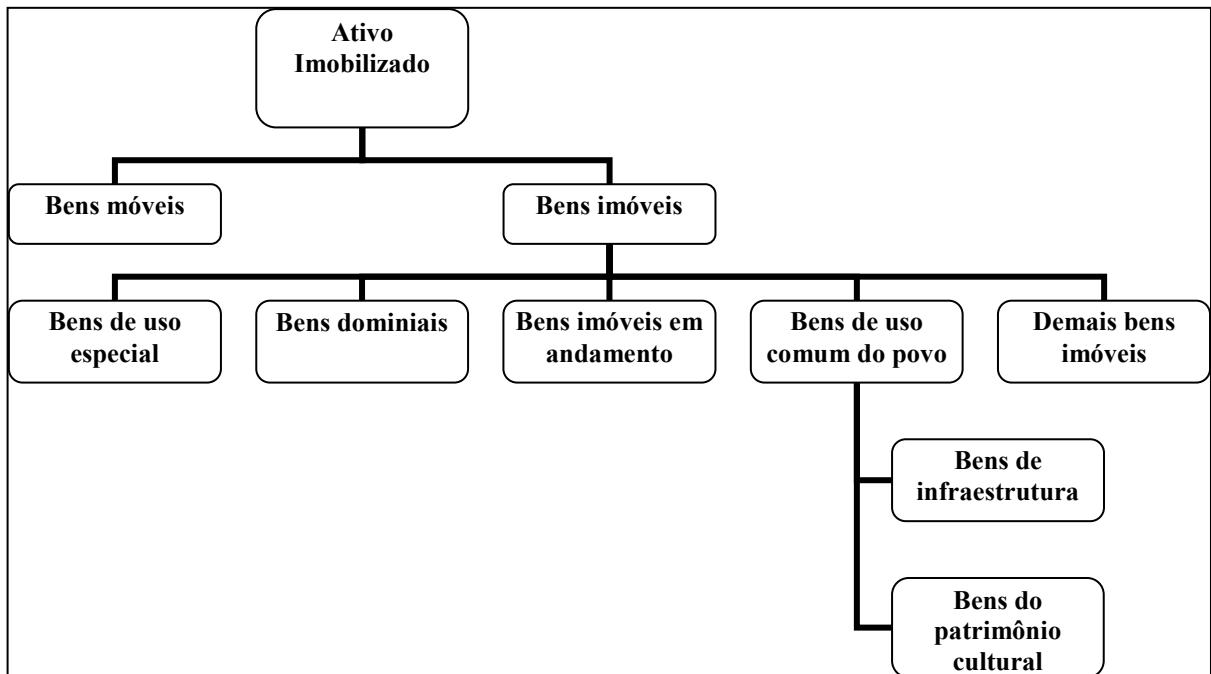 Ativo
Imobilizado
Bens móveis
Bens imóveis
Bens de uso
especial
Bens dominiais
Bens imóveis em
andamento
Bens de uso
comum do povo
Demais bens
imóveis
Bens de
infraestrutura
Bens do
patrimônio
cultural